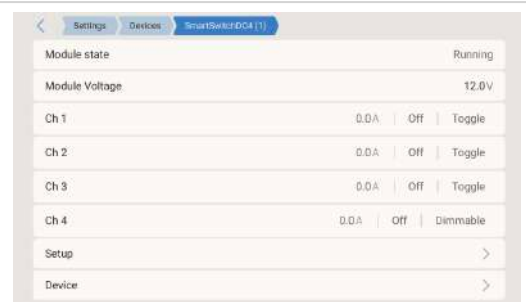 Settings Devices SmartSwitchDC4 (1)
Module state Running
Module Voltage 12.0V
Ch 1 0.0A | Off | Toggle
Ch 2 0.0A | Off | Toggle
Ch 3 0.0A | Off | Toggle
Ch 4 0.0A | Off | Dimmable
Setup
Device